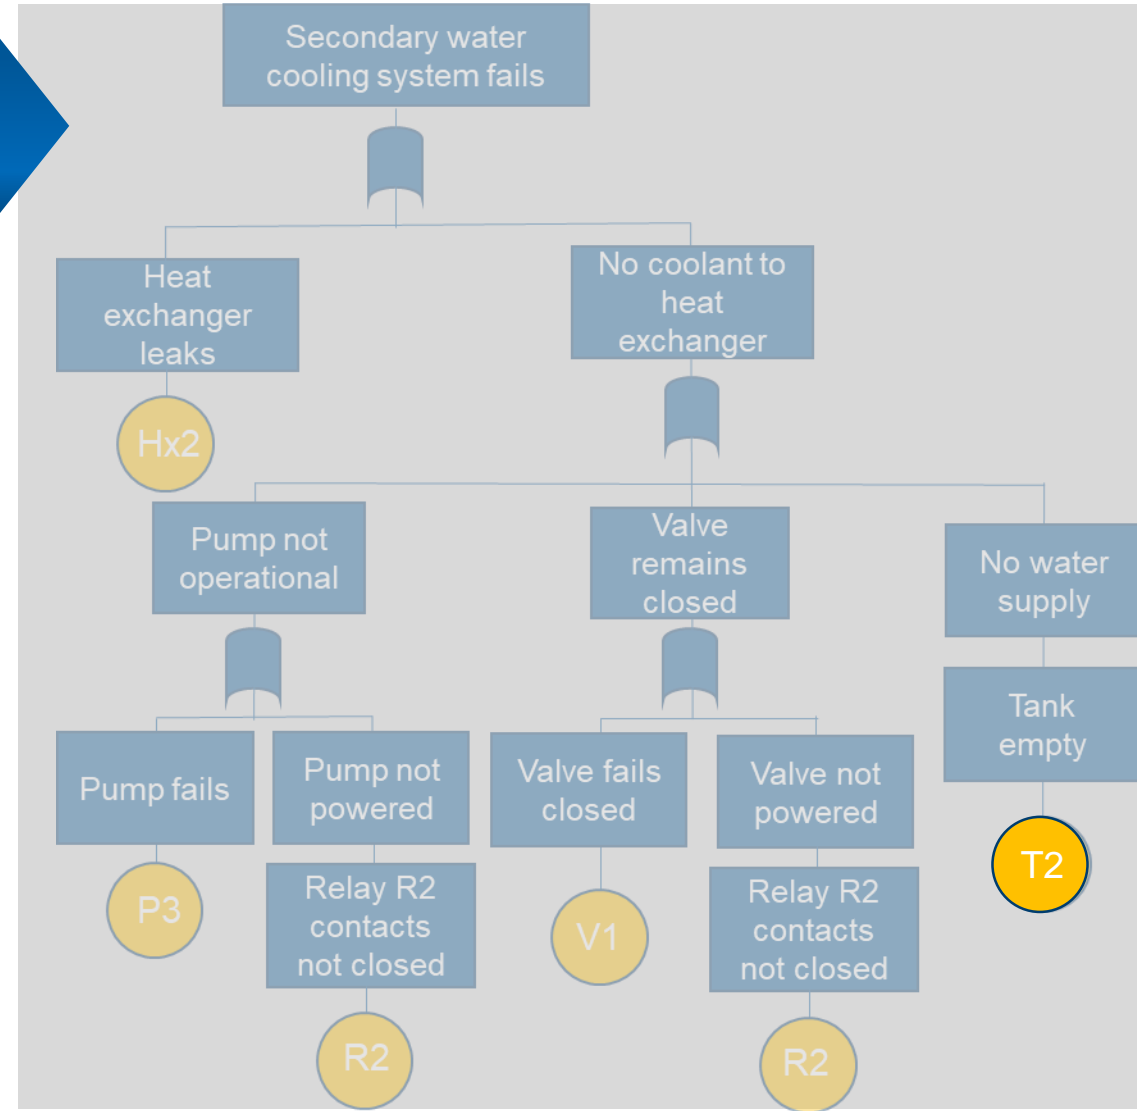 Secondary water
cooling system fails
Heat
exchanger
leaks
No coolant to
heat
exchanger
Hx2
Pump not
operational
Valve
remains
closed
No water
supply
Tank
empty
Pump fails
Pump not
powered
Valve fails
closed
Valve not
powered
T2
P3
Relay R2
contacts
not closed
V1
Relay R2
contacts
not closed
R2
R2